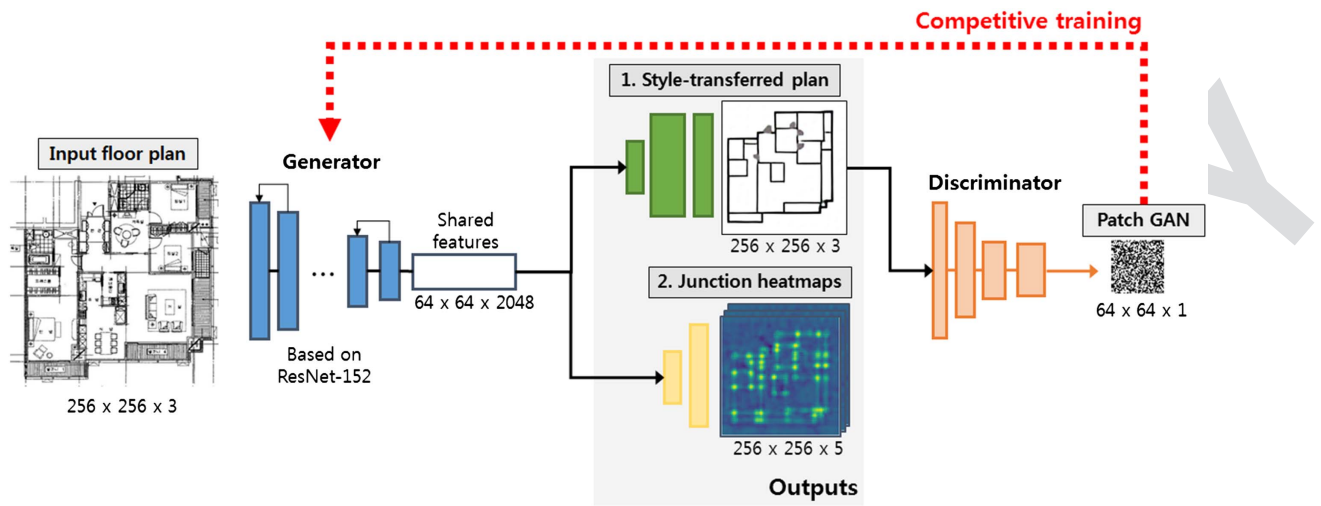 Competitive training
1. Style-transferred plan
Input floor plan
Generator
Discriminator
Shared
features
256 x 256 x 3
Patch GAN
2. Junction heatmaps
64 x 64 x 2048
64 x 64 x 1
Based on
ResNet-152
256 x 256 x 3
256 x 256 x 5
Outputs
Y